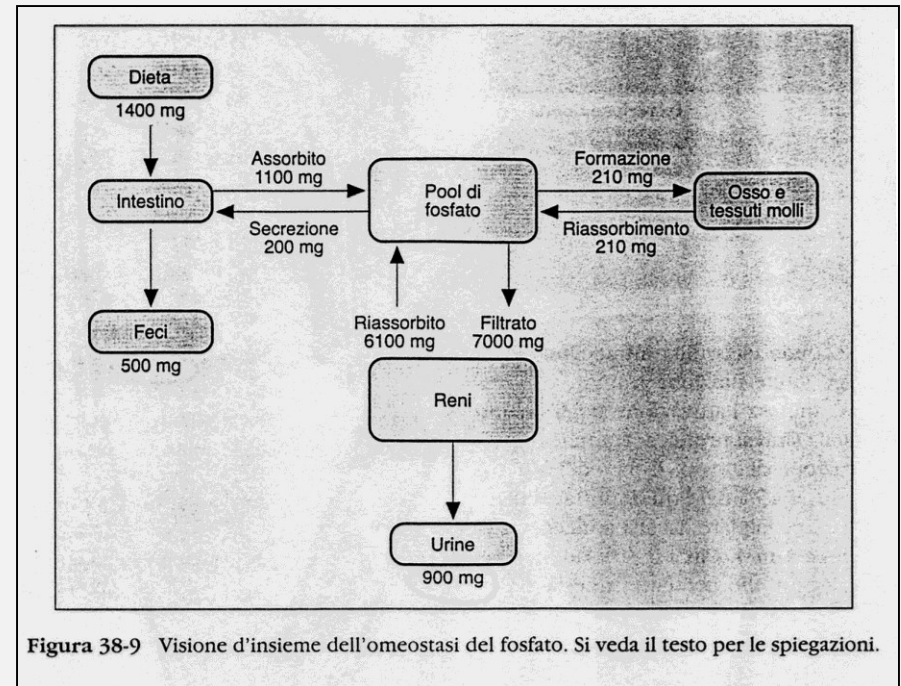 Dieta
1400 mg
Assorbito
1100 mg
Formazione
210 mg
Intestino
Pool di
fosfato
Osso e
tessuti molli
Secrezione
200 mg
Riassorbimento
210 mg
Feci
500 mg
Riassorbito
6100 mg
Filtrato
7000 mg
Reni
Urine
900 mg
Figura 38-9 Visione d'insieme dell'omeostasi del fosfato. Si veda il testo per le spiegazioni.